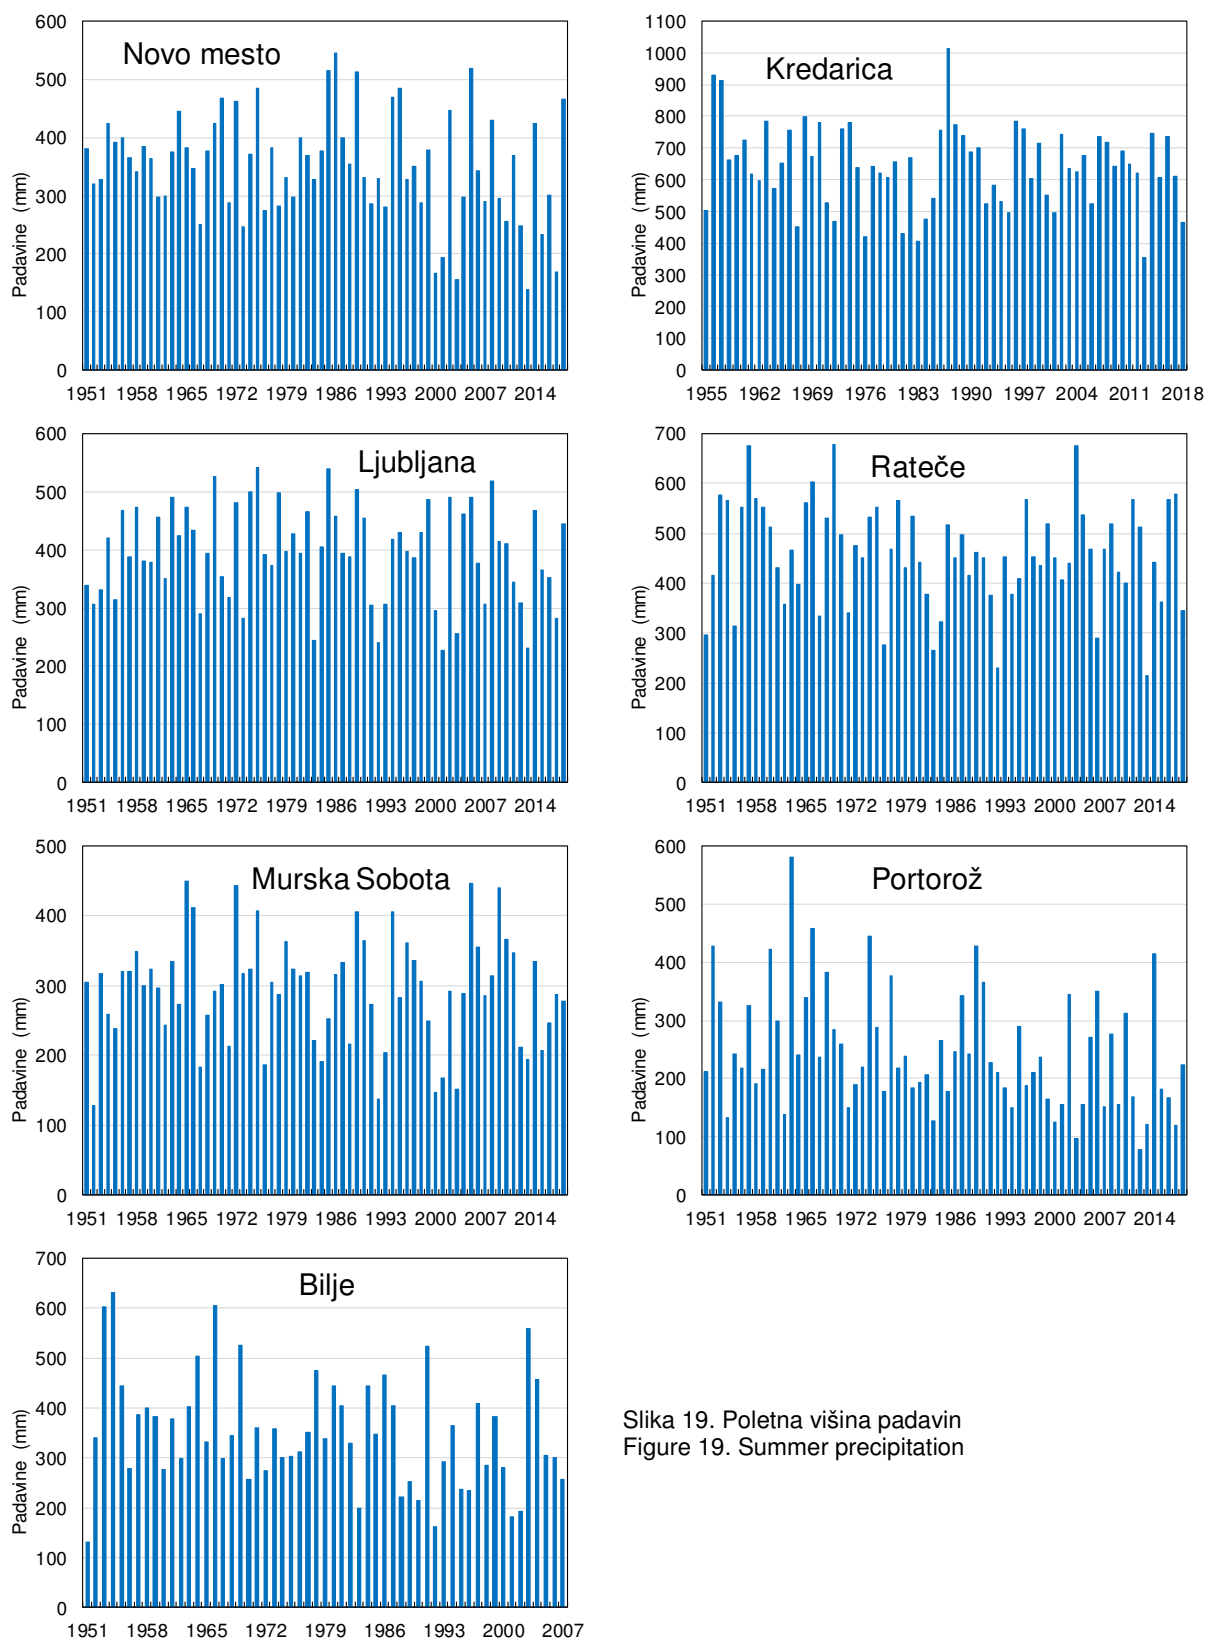 Novo mesto
Padavine (mm)
600
500
400
300
200
100
0
1951 1958 1965 1972 1979 1986 1993 2000 2007 2014
Kredarica
Padavine (mm)
1100
1000
900
800
700
600
500
400
300
200
100
0
1955 1962 1969 1976 1983 1990 1997 2004 2011 2018
Ljubljana
Padavine (mm)
600
500
400
300
200
100
0
1951 1958 1965 1972 1979 1986 1993 2000 2007 2014
Rateče
Padavine (mm)
700
600
500
400
300
200
100
0
1951 1958 1965 1972 1979 1986 1993 2000 2007 2014
Murska Sobota
Padavine (mm)
500
400
300
200
100
0
1951 1958 1965 1972 1979 1986 1993 2000 2007 2014
Portorož
Padavine (mm)
600
500
400
300
200
100
0
1951 1958 1965 1972 1979 1986 1993 2000 2007 2014
Bilje
Padavine (mm)
700
600
500
400
300
200
100
0
1951 1958 1965 1972 1979 1986 1993 2000 2007
Slika 19. Poletna višina padavin
Figure 19. Summer precipitation